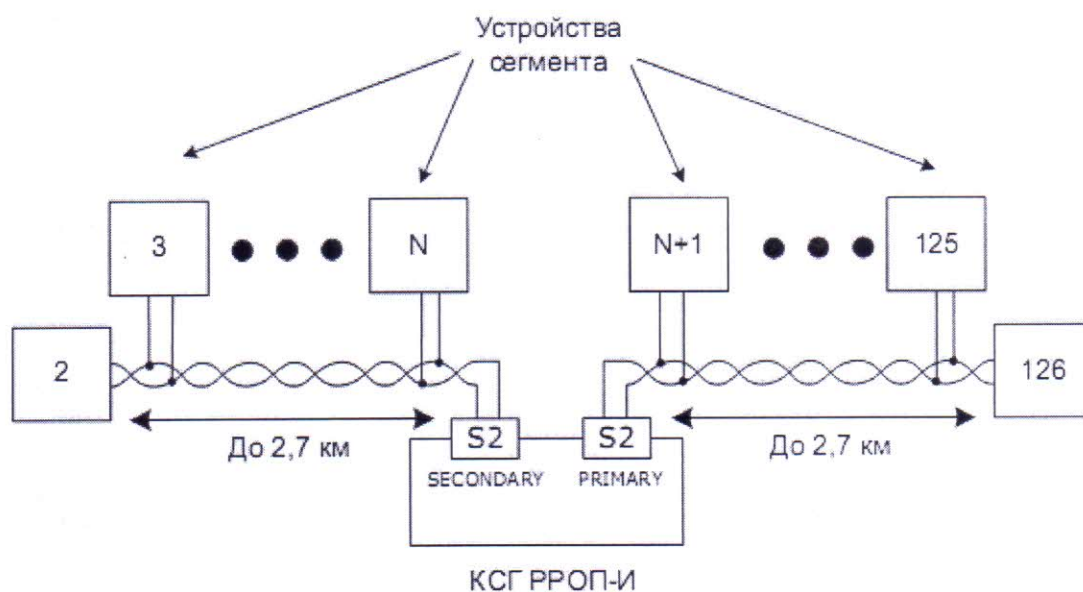 Устройства
сегмента
3
N
N+1
125
2
126
До 2,7 км
S2
S2
До 2,7 км
SECONDARY
PRIMARY
КСГ РРОП-И